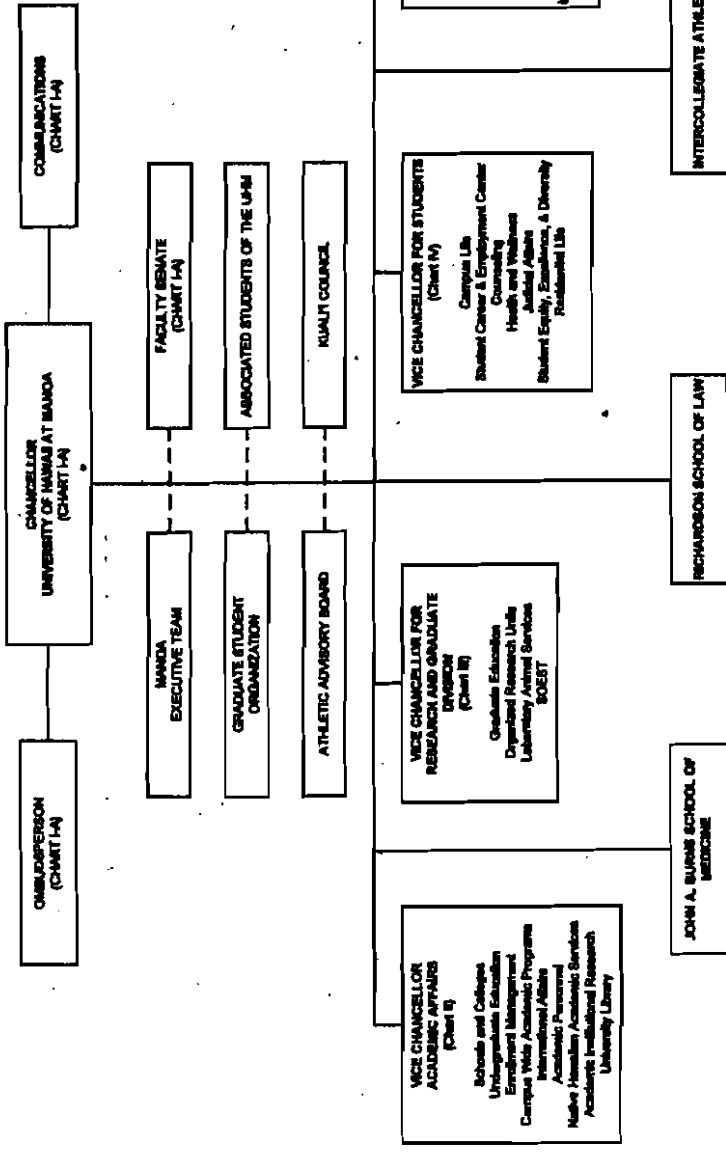 OMBUDSPERSON
(CHART I-A)
CHANCELLOR
UNIVERSITY OF HAWAII AT MANOA
(CHART I-A)
COMMUNICATIONS
(CHART I-A)
MANOA
EXECUTIVE TEAM
FACULTY SENATE
(CHART I-A)
GRADUATE STUDENT
ORGANIZATION
ASSOCIATED STUDENTS OF THE UHM
ATHLETIC ADVISORY BOARD
KUALI'I COUNCIL
VICE CHANCELLOR
ACADEMIC AFFAIRS
(Chart II)
Schools and Colleges
Undergraduate Education
Enrollment Management
Campus Wide Academic Programs
International Affairs
Academic Personnel
Native Hawaiian Academic Services
Academic Institutional Research
University Library
VICE CHANCELLOR FOR
RESEARCH AND GRADUATE
DIVISION
(Chart III)
Graduate Education
Organized Research Units
Laboratory Animal Services
SOEST
VICE CHANCELLOR FOR STUDENTS
(Chart IV)
Campus Life
Student Career & Employment Center
Counseling
Health and Wellness
Judicial Affairs
Student Equity, Excellence, & Diversity
Residential Life
JOHN A. BURNS SCHOOL OF
MEDICINE
RICHARDSON SCHOOL OF LAW
INTERCOLLEGIATE ATHLE